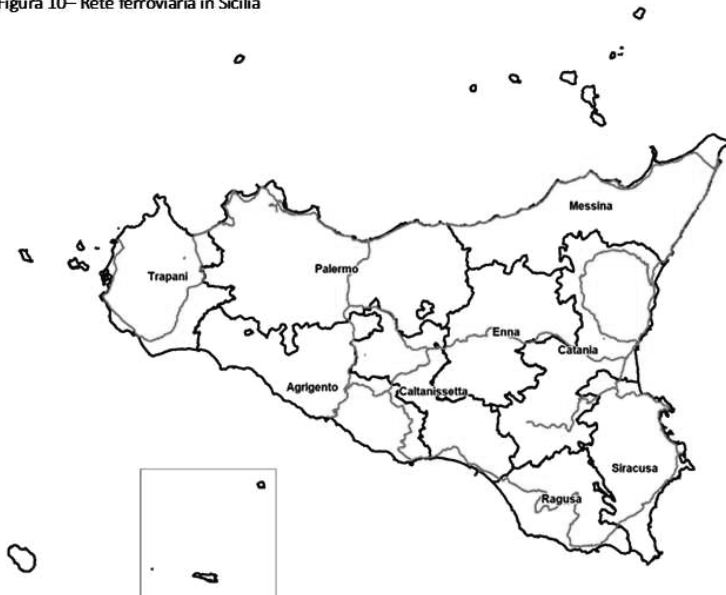 Figura 10– Rete ferroviaria in Sicilia
Messina
Palermo
Trapani
Enna
Catania
Agrigento
Caltanissetta
Siracusa
Ragusa